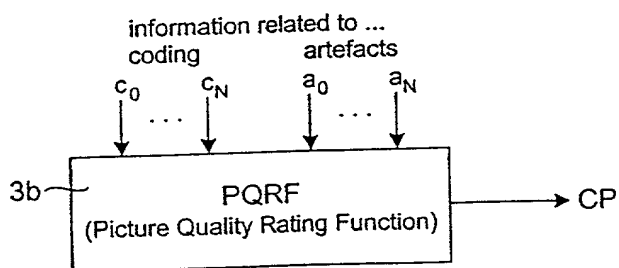 information related to ...
coding artefacts
c0 ... cN a0 ... aN
3b
PQRF
(Picture Quality Rating Function)
CP